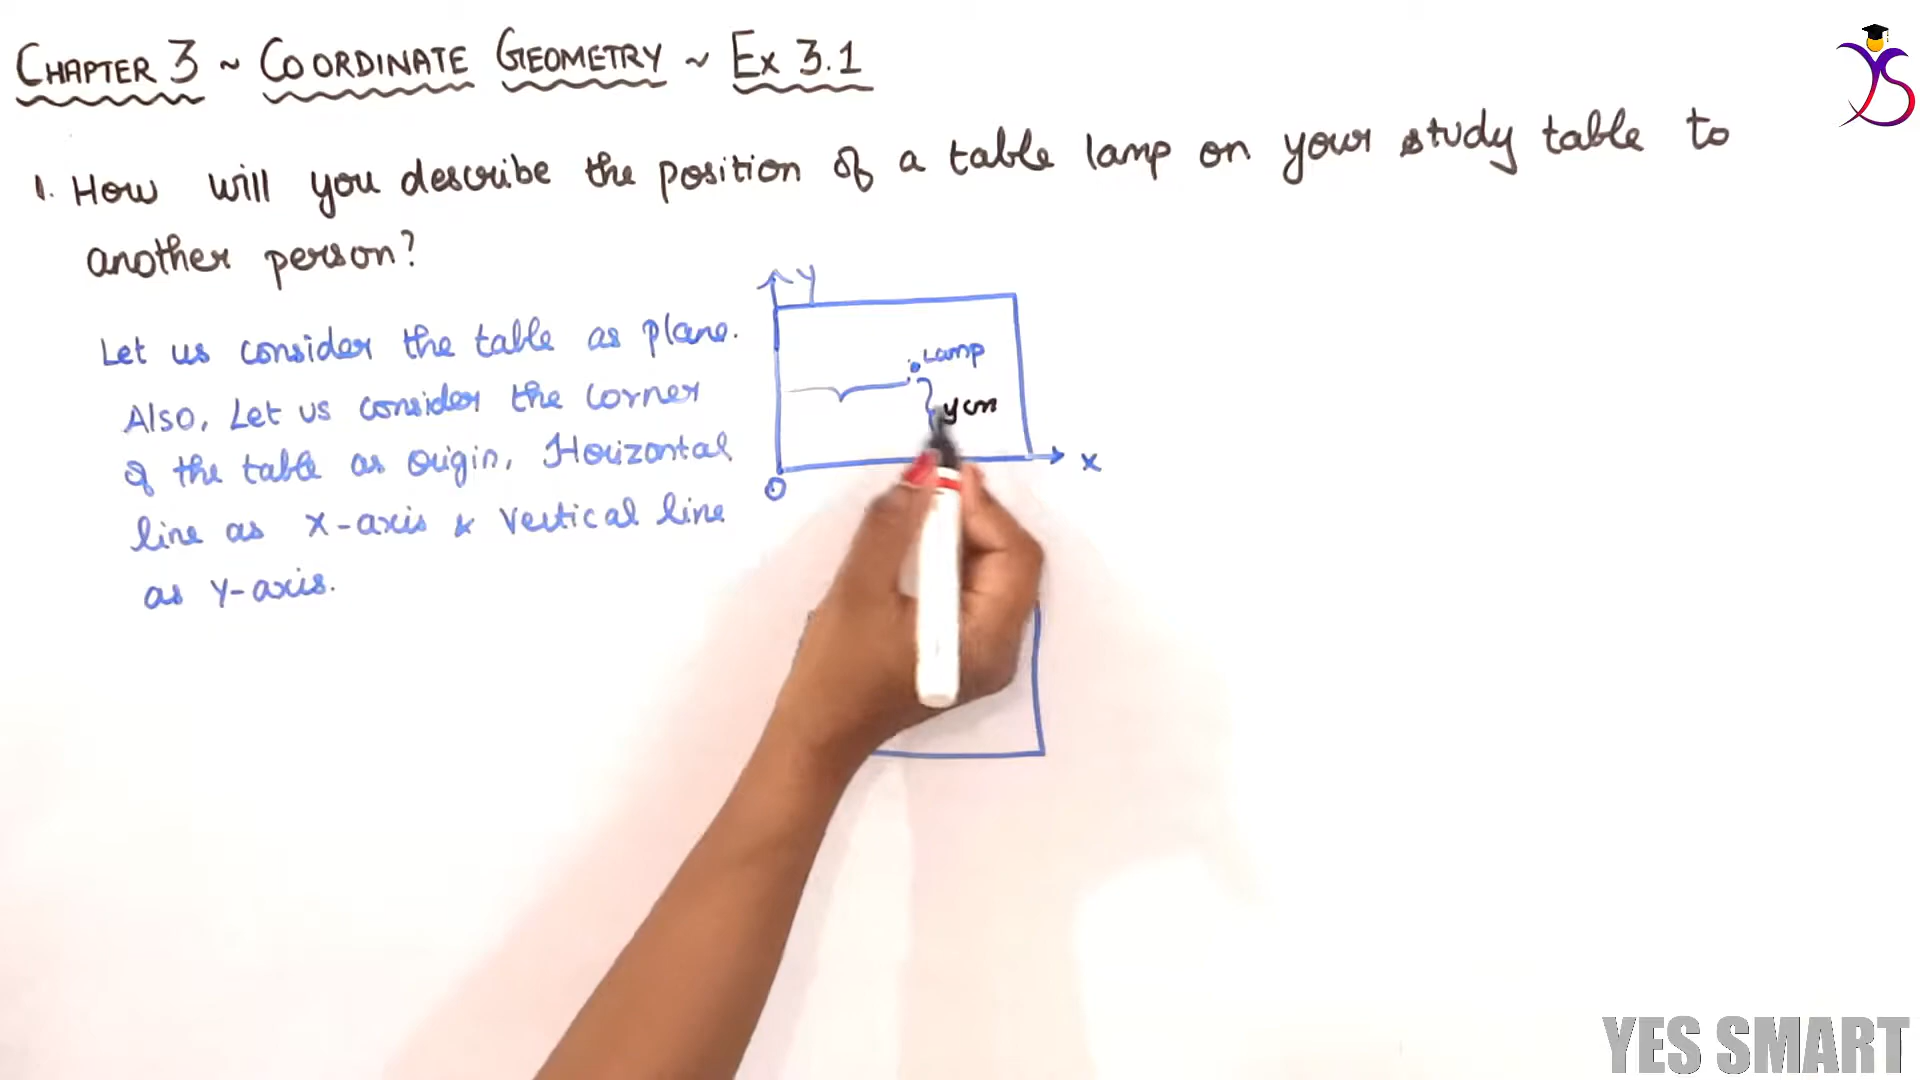 CHAPTER 3 ~ COORDINATE GEOMETRY ~ Ex 3.1
YS
1. How will you describe the position of a table lamp on your study table to
another person?
Y
Let us consider the table as plane.
Lamp
Also, Let us consider the corner
y cm
of the table as origin, Horizontal
x
O
line as x-axis & Vertical line
as Y-axis.
YES SMART